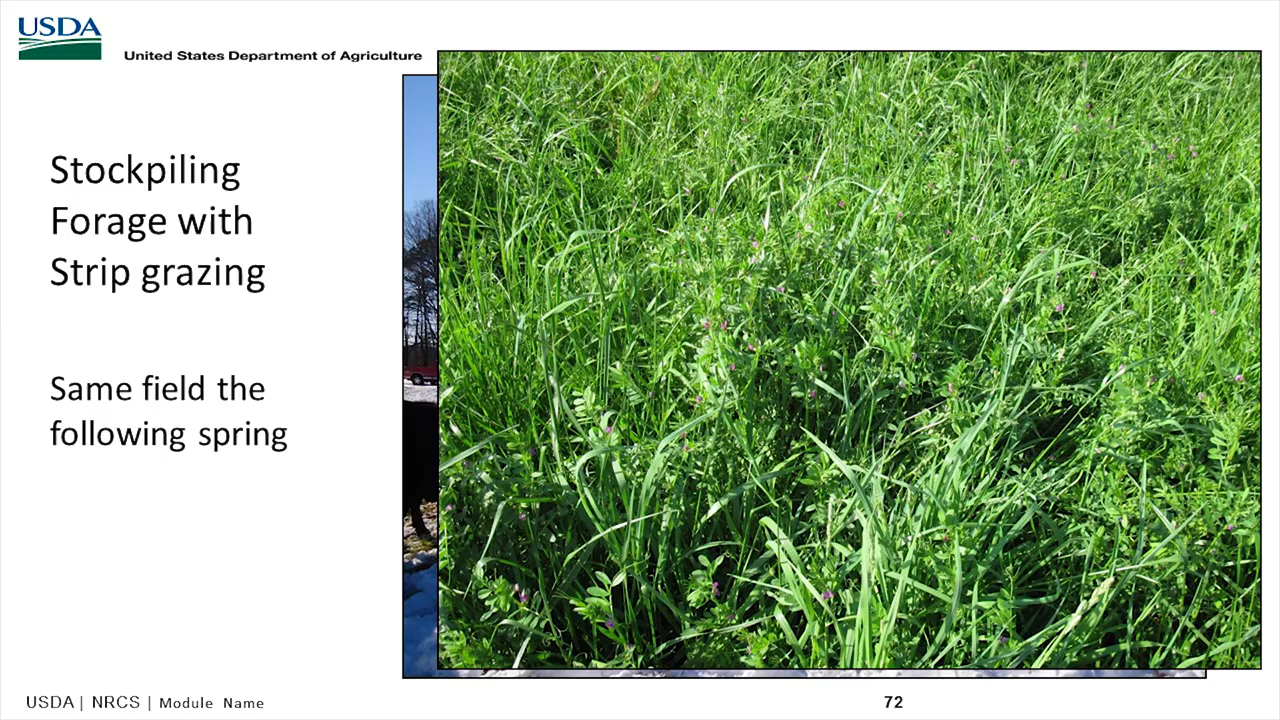 USDA
United States Department of Agriculture
Stockpiling
Forage with
Strip grazing
Same field the
following spring
USDA | NRCS | Module Name
72